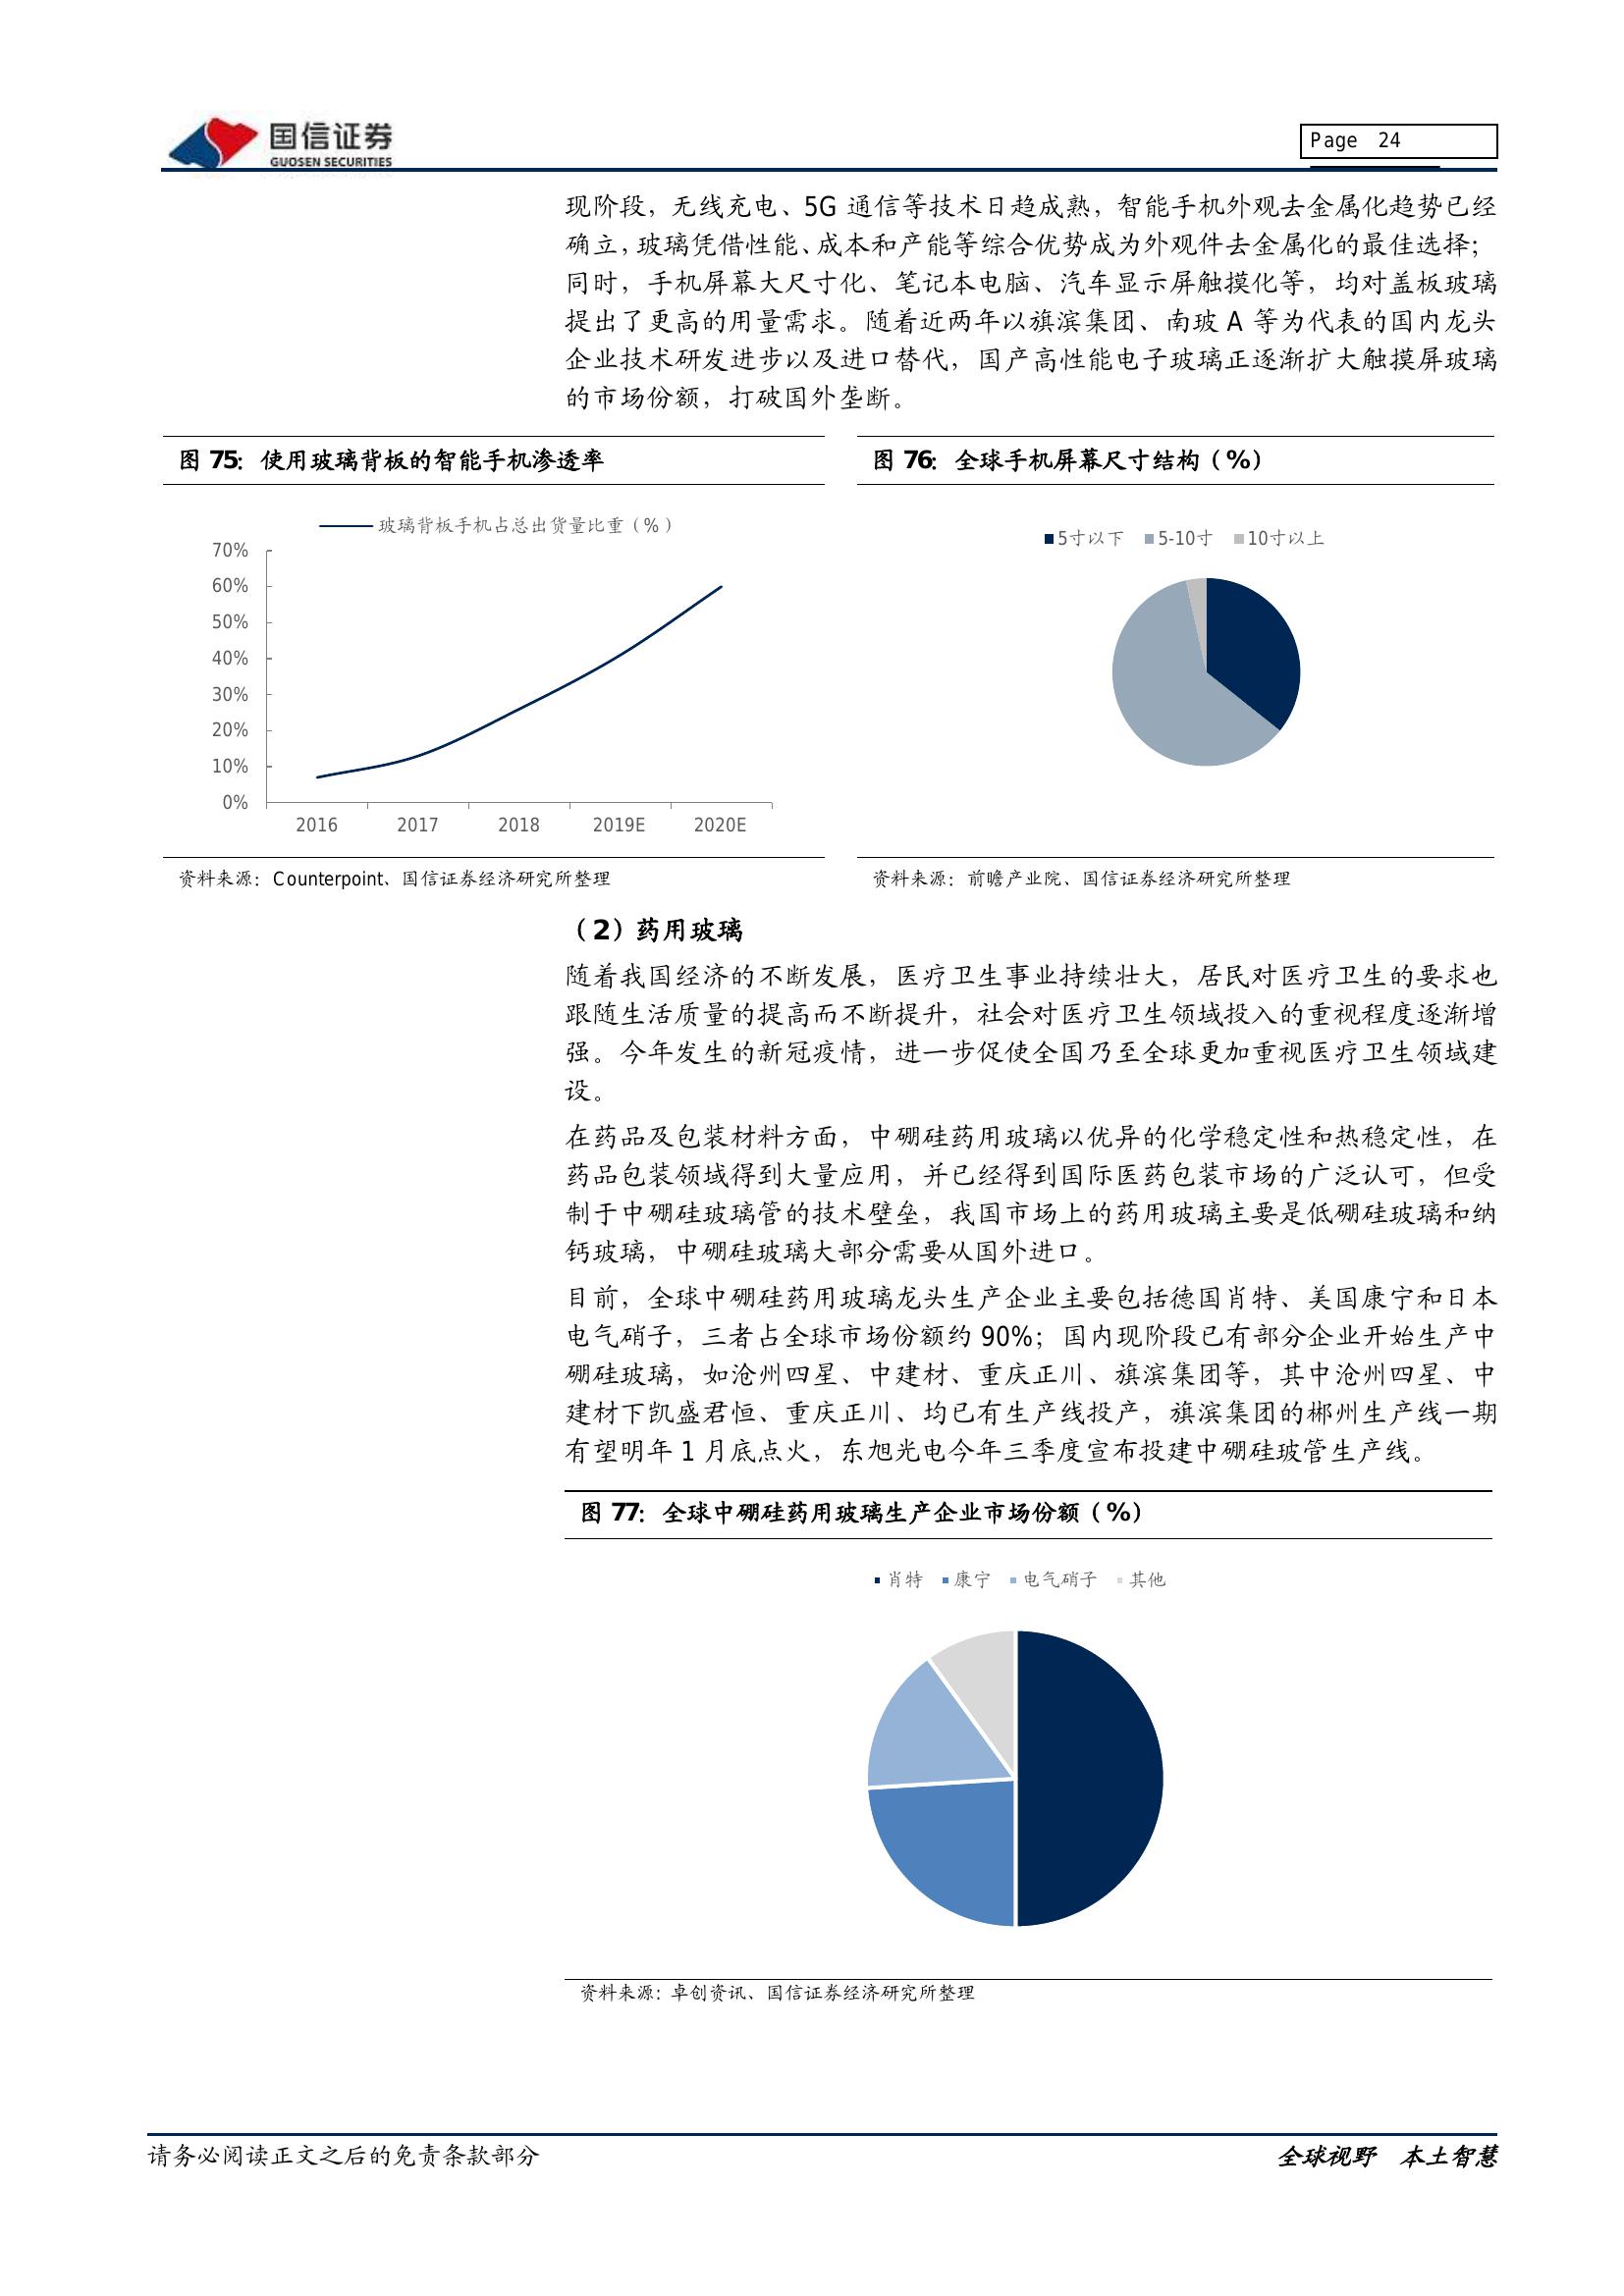 国信证券
GUOSEN SECURITIES
Page 24
现阶段，无线充电、5G 通信等技术日趋成熟，智能手机外观去金属化趋势已经
确立，玻璃凭借性能、成本和产能等综合优势成为外观件去金属化的最佳选择；
同时，手机屏幕大尺寸化、笔记本电脑、汽车显示屏触摸化等，均对盖板玻璃
提出了更高的用量需求。随着近两年以旗滨集团、南玻 A 等为代表的国内龙头
企业技术研发进步以及进口替代，国产高性能电子玻璃正逐渐扩大触摸屏玻璃
的市场份额，打破国外垄断。
图 75：使用玻璃背板的智能手机渗透率
玻璃背板手机占总出货量比重（%）
70%
60%
50%
40%
30%
20%
10%
0%
2016 2017 2018 2019E 2020E
资料来源：Counterpoint、国信证券经济研究所整理
图 76：全球手机屏幕尺寸结构（%）
5寸以下 5-10寸 10寸以上
资料来源：前瞻产业院、国信证券经济研究所整理
（2）药用玻璃
随着我国经济的不断发展，医疗卫生事业持续壮大，居民对医疗卫生的要求也
跟随生活质量的提高而不断提升，社会对医疗卫生领域投入的重视程度逐渐增
强。今年发生的新冠疫情，进一步促使全国乃至全球更加重视医疗卫生领域建
设。
在药品及包装材料方面，中硼硅药用玻璃以优异的化学稳定性和热稳定性，在
药品包装领域得到大量应用，并已经得到国际医药包装市场的广泛认可，但受
制于中硼硅玻璃管的技术壁垒，我国市场上的药用玻璃主要是低硼硅玻璃和纳
钙玻璃，中硼硅玻璃大部分需要从国外进口。
目前，全球中硼硅药用玻璃龙头生产企业主要包括德国肖特、美国康宁和日本
电气硝子，三者占全球市场份额约 90%；国内现阶段已有部分企业开始生产中
硼硅玻璃，如沧州四星、中建材、重庆正川、旗滨集团等，其中沧州四星、中
建材下凯盛君恒、重庆正川、均已有生产线投产，旗滨集团的郴州生产线一期
有望明年 1 月底点火，东旭光电今年三季度宣布投建中硼硅玻管生产线。
图 77：全球中硼硅药用玻璃生产企业市场份额（%）
肖特 康宁 电气硝子 其他
资料来源：卓创资讯、国信证券经济研究所整理
请务必阅读正文之后的免责条款部分
全球视野 本土智慧